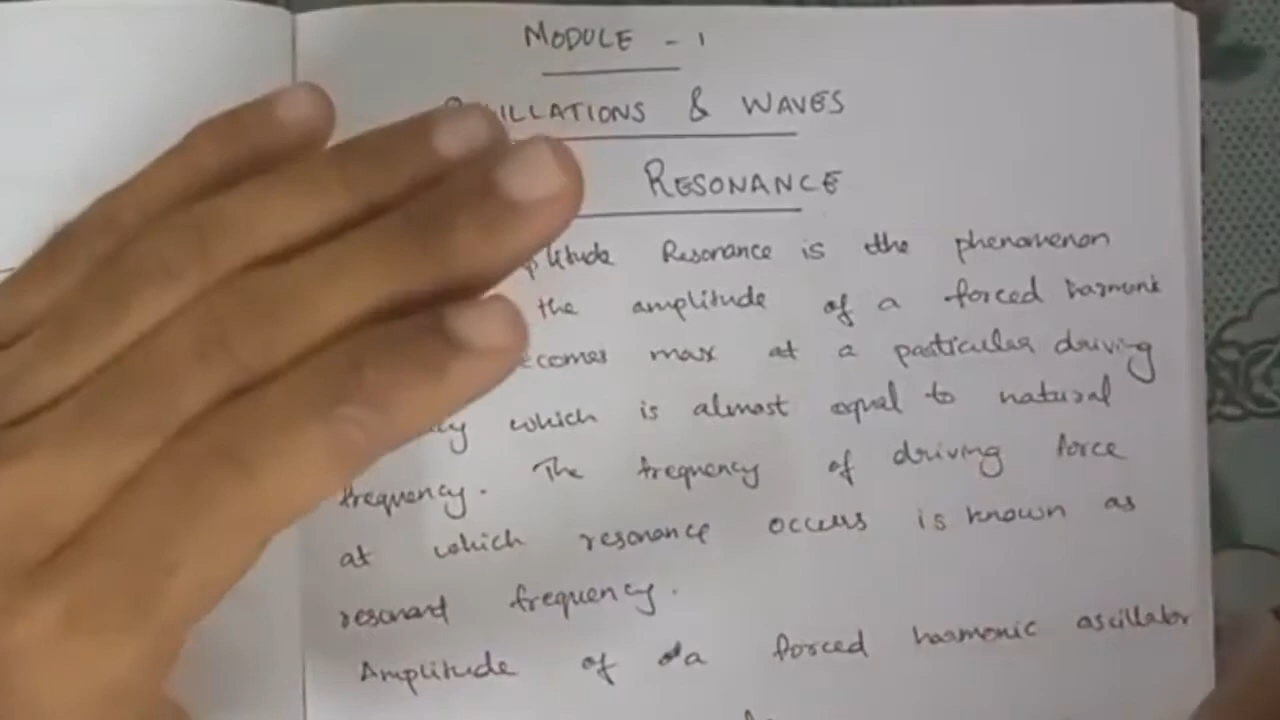 MODULE - 1
ILLATIONS & WAVES
RESONANCE
plitude Resonance is the phenomenon
the amplitude of a forced harmonic
ecomes max at a particular driving
which is almost equal to natural
frequency. The frequency of driving force
at which resonance occurs is known as
resonant frequency.
Amplitude of a forced harmonic ascillator